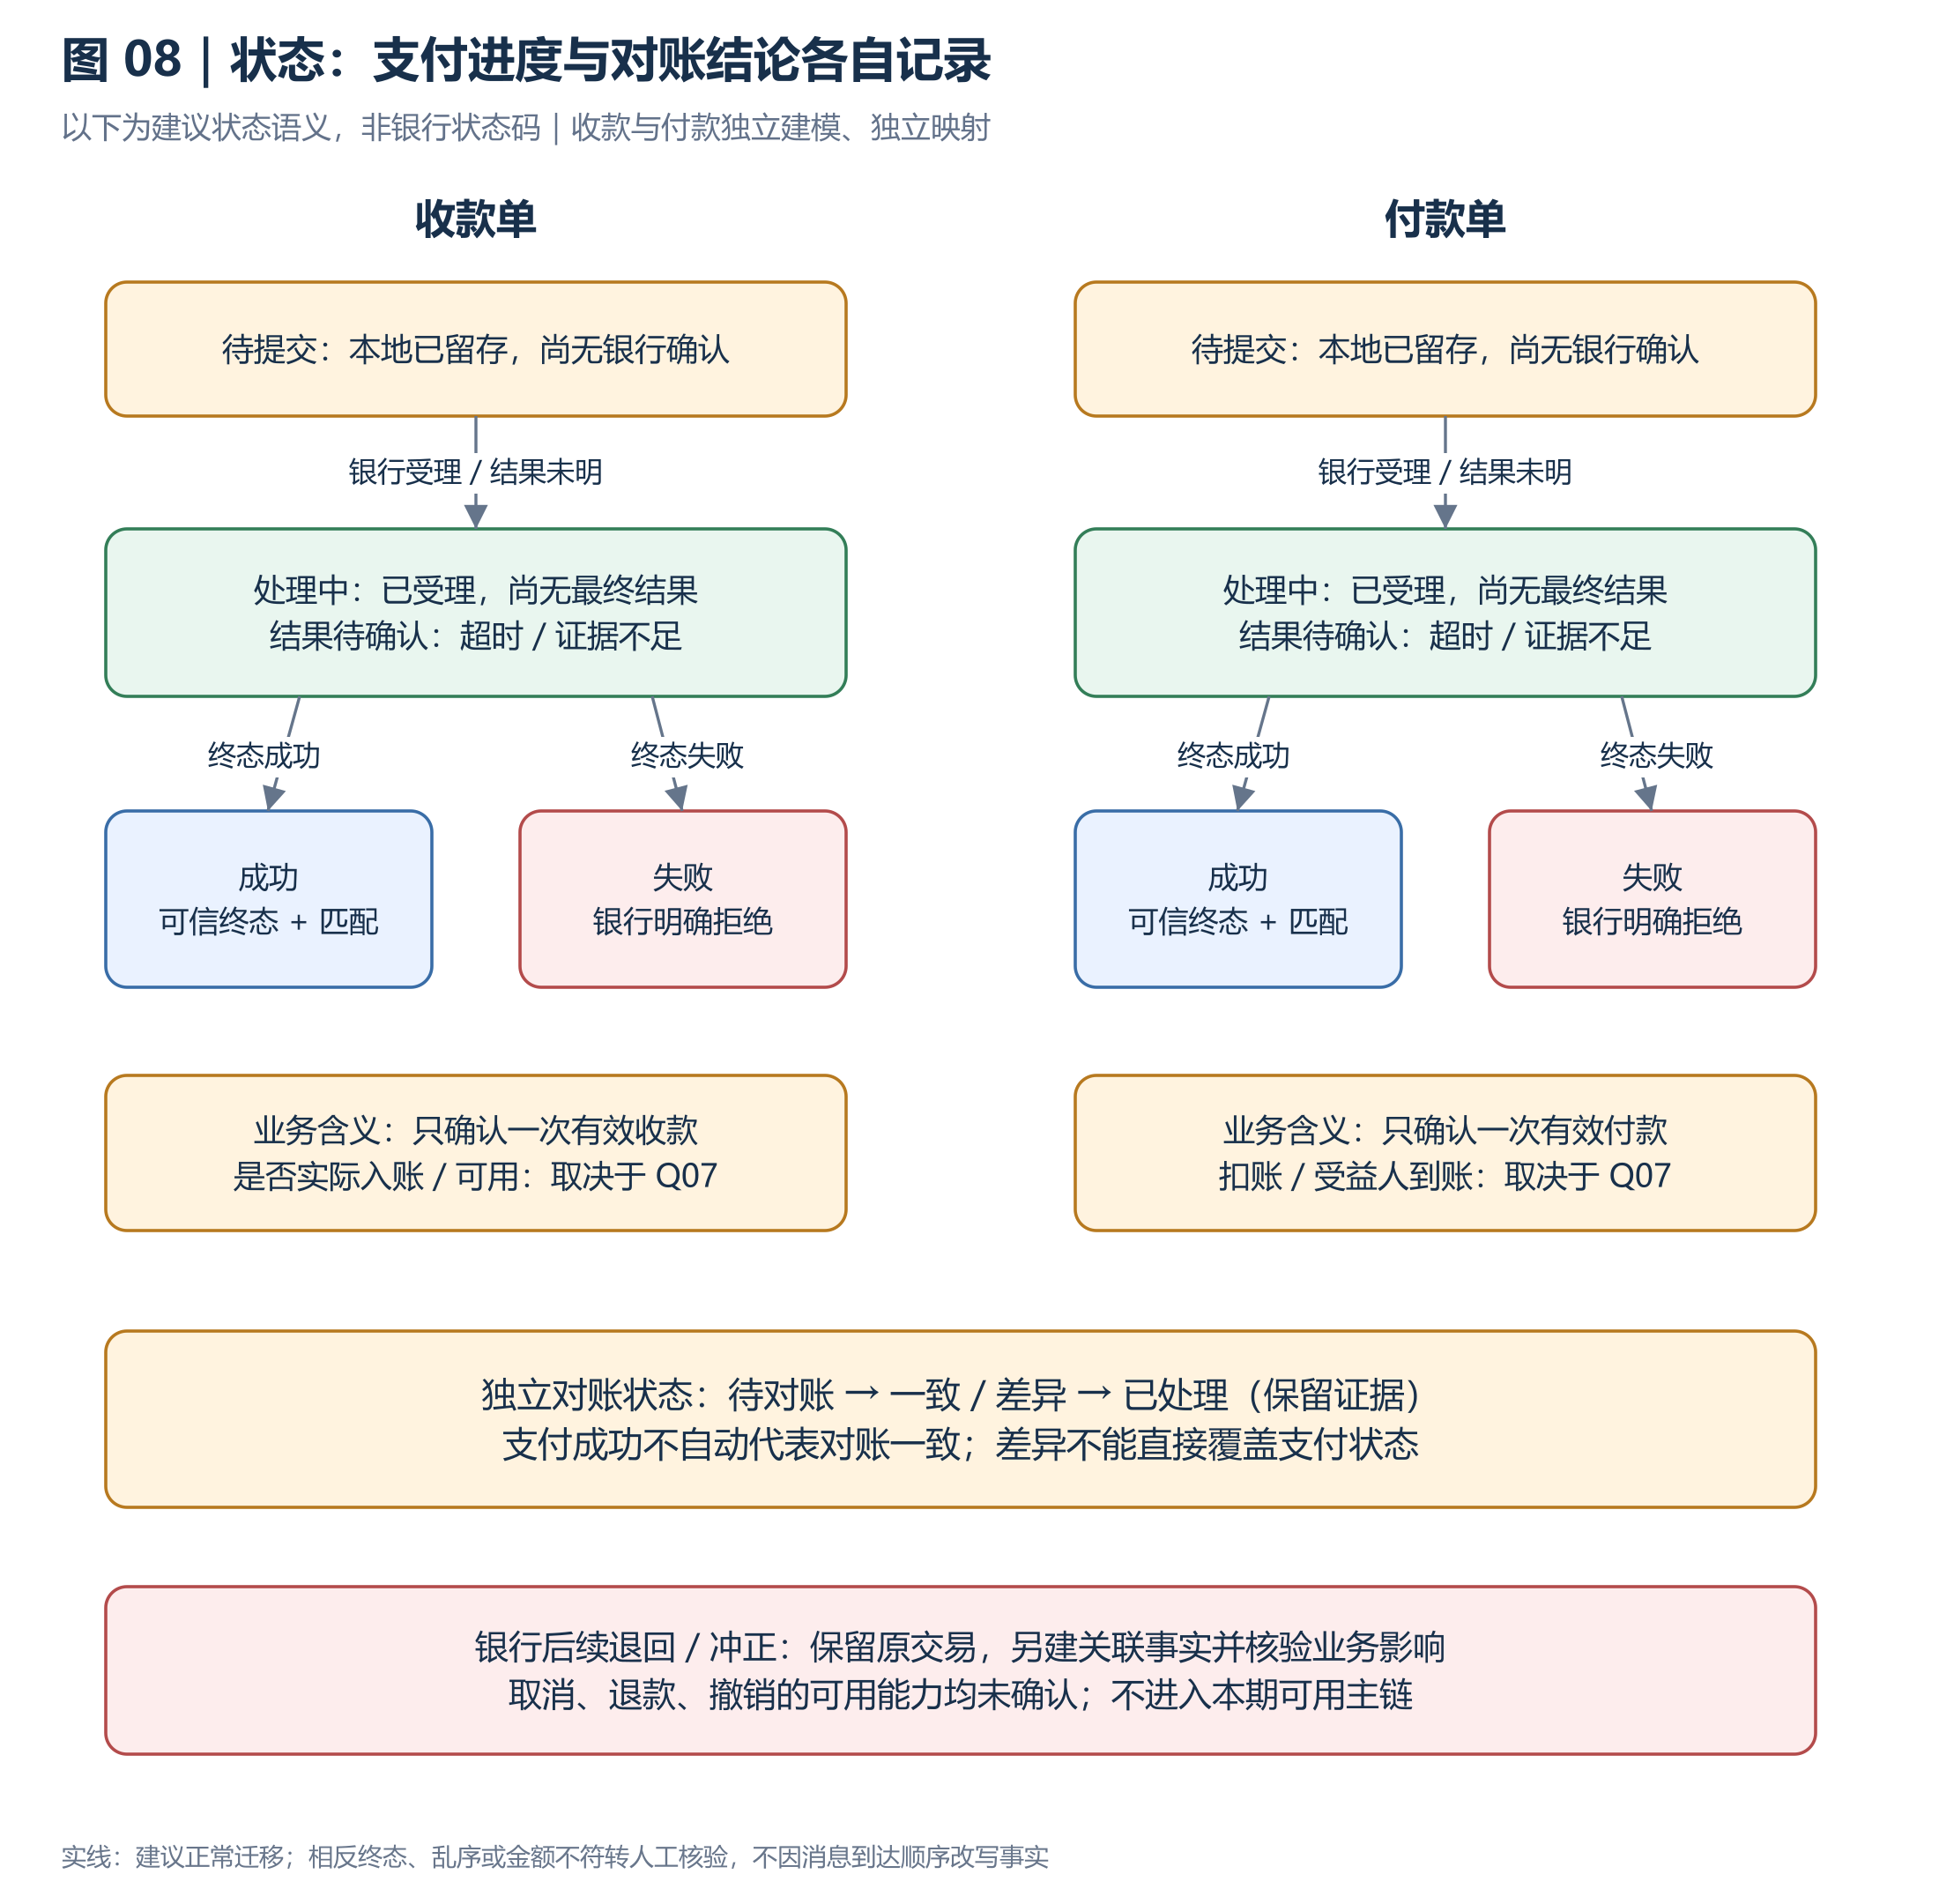 图 08｜状态：支付进度与对账结论各自记录
以下为建议状态语义，非银行状态码｜收款与付款独立建模、独立映射
收款单
待提交：本地已留存，尚无银行确认
银行受理 / 结果未明
处理中：已受理，尚无最终结果
结果待确认：超时 / 证据不足
终态成功
终态失败
成功
可信终态 + 匹配
失败
银行明确拒绝
业务含义：只确认一次有效收款
是否实际入账 / 可用：取决于 Q07
付款单
待提交：本地已留存，尚无银行确认
银行受理 / 结果未明
处理中：已受理，尚无最终结果
结果待确认：超时 / 证据不足
终态成功
终态失败
成功
可信终态 + 匹配
失败
银行明确拒绝
业务含义：只确认一次有效付款
扣账 / 受益人到账：取决于 Q07
独立对账状态：待对账 → 一致 / 差异 → 已处理（保留证据）
支付成功不自动代表对账一致；差异不能直接覆盖支付状态
银行后续退回 / 冲正：保留原交易，另建关联事实并核验业务影响
取消、退款、撤销的可用能力均未确认；不进入本期可用主链
实线：建议正常迁移；相反终态、乱序或金额不符转人工核验，不因消息到达顺序改写事实